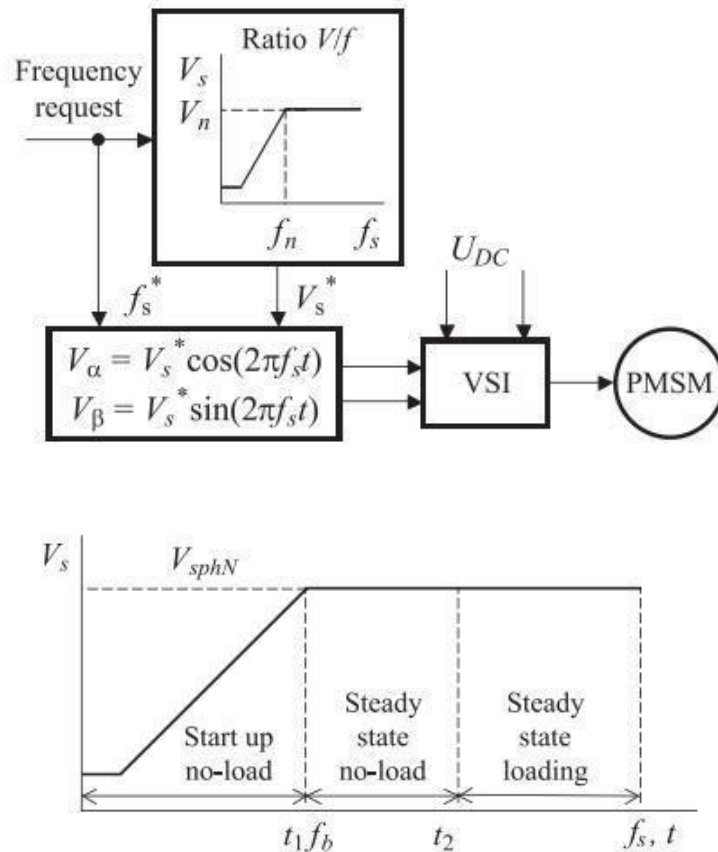 Ratio V/f
Frequency
request
V_s
V_n
f_n f_s
f_s^* V_s^*
U_DC
V_α = V_s^*cos(2πf_st)
V_β = V_s^*sin(2πf_st)
VSI
PMSM
V_s
V_sphN
Start up
no-load
Steady
state
no-load
Steady
state
loading
t_1 f_b t_2 f_s, t